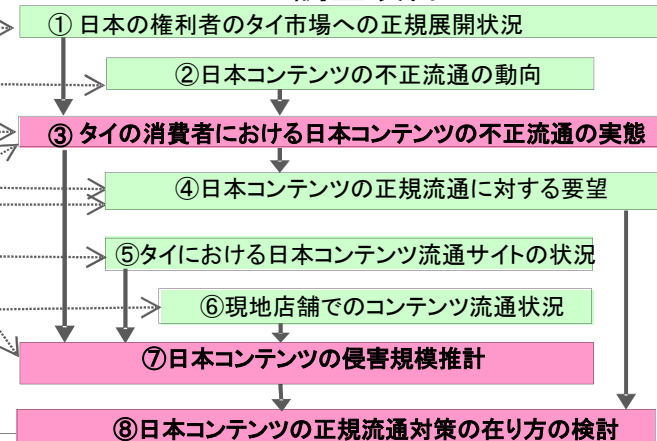 ① 日本の権利者のタイ市場への正規展開状況
②日本コンテンツの不正流通の動向
③ タイの消費者における日本コンテンツの不正流通の実態
④日本コンテンツの正規流通に対する要望
⑤タイにおける日本コンテンツ流通サイトの状況
⑥現地店舗でのコンテンツ流通状況
⑦日本コンテンツの侵害規模推計
⑧日本コンテンツの正規流通対策の在り方の検討